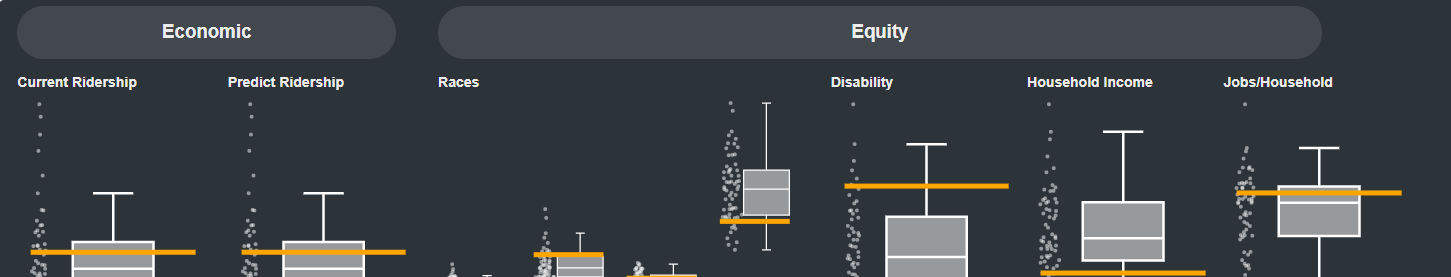 Economic
Equity
Current Ridership
Predict Ridership
Races
Disability
Household Income
Jobs/Household